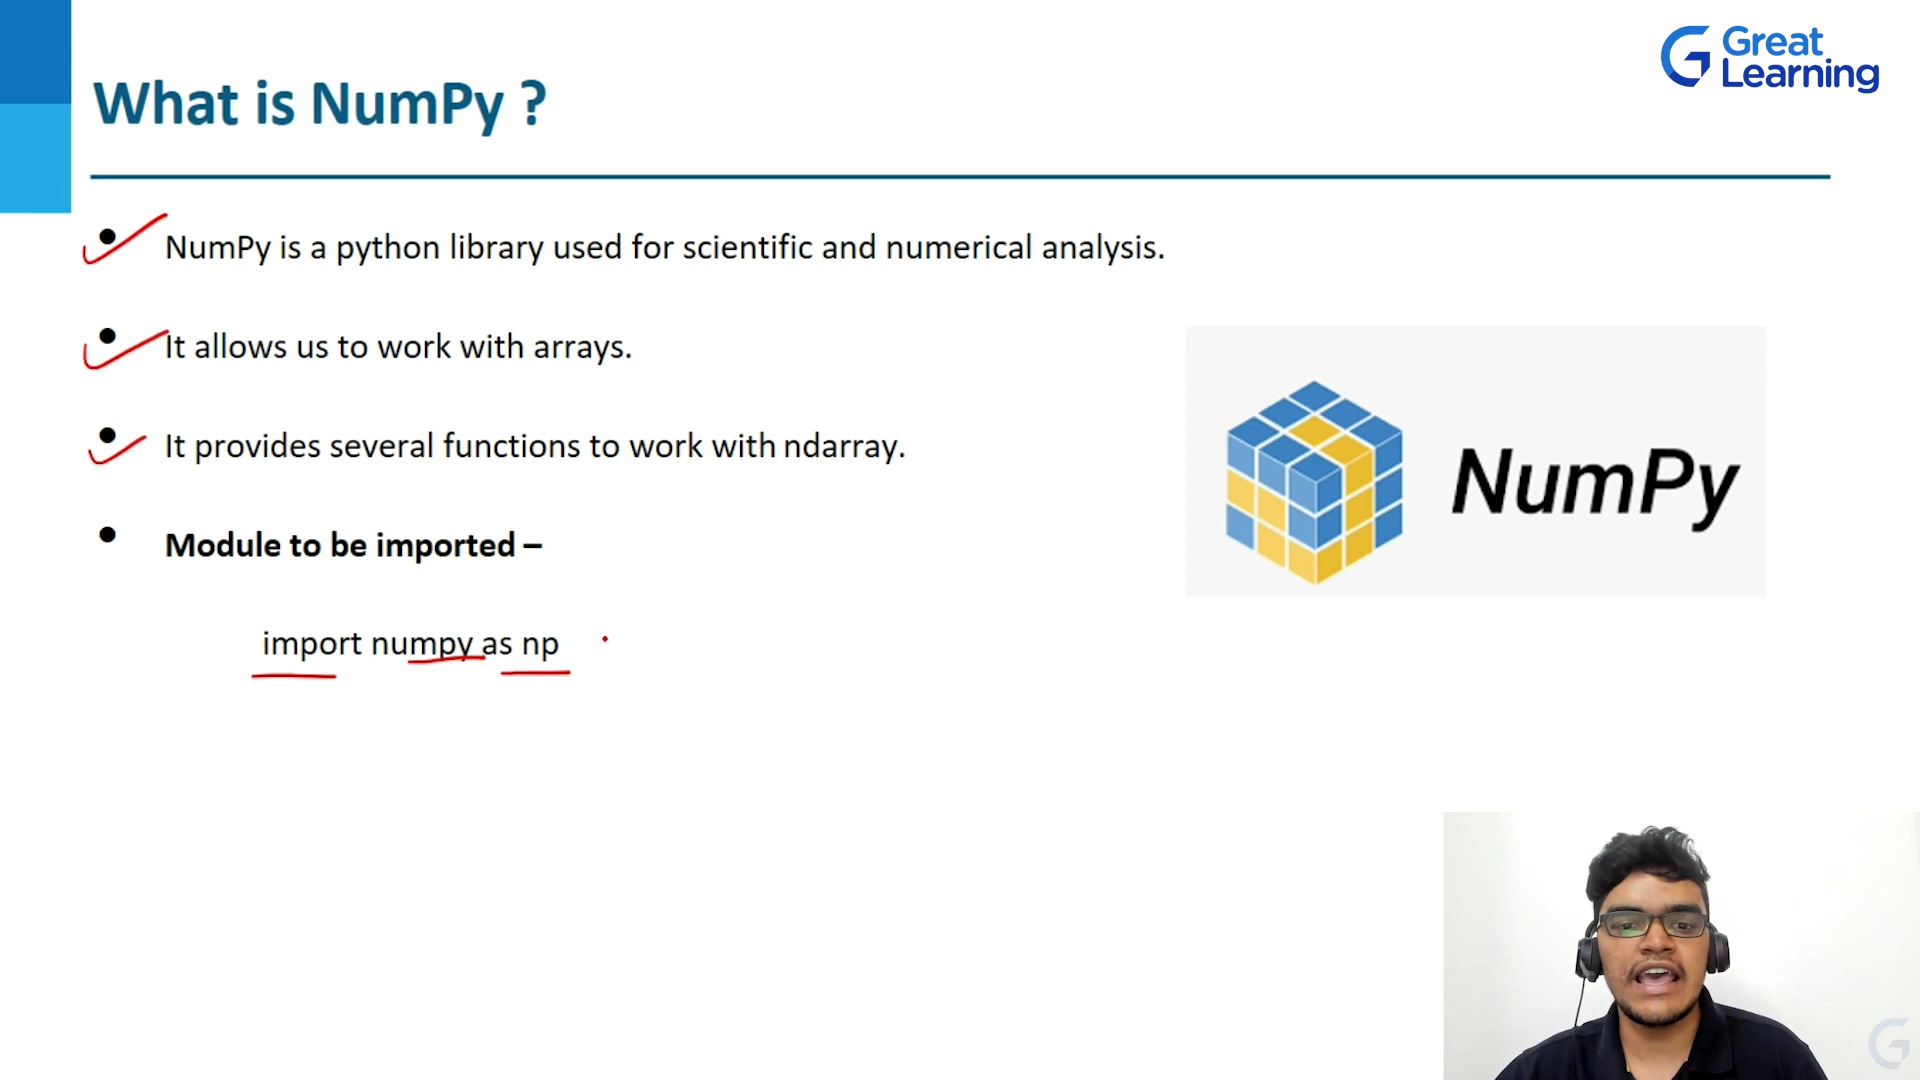 Great
Learning
What is NumPy ?
• NumPy is a python library used for scientific and numerical analysis.
• It allows us to work with arrays.
• It provides several functions to work with ndarray.
NumPy
• Module to be imported –
import numpy as np